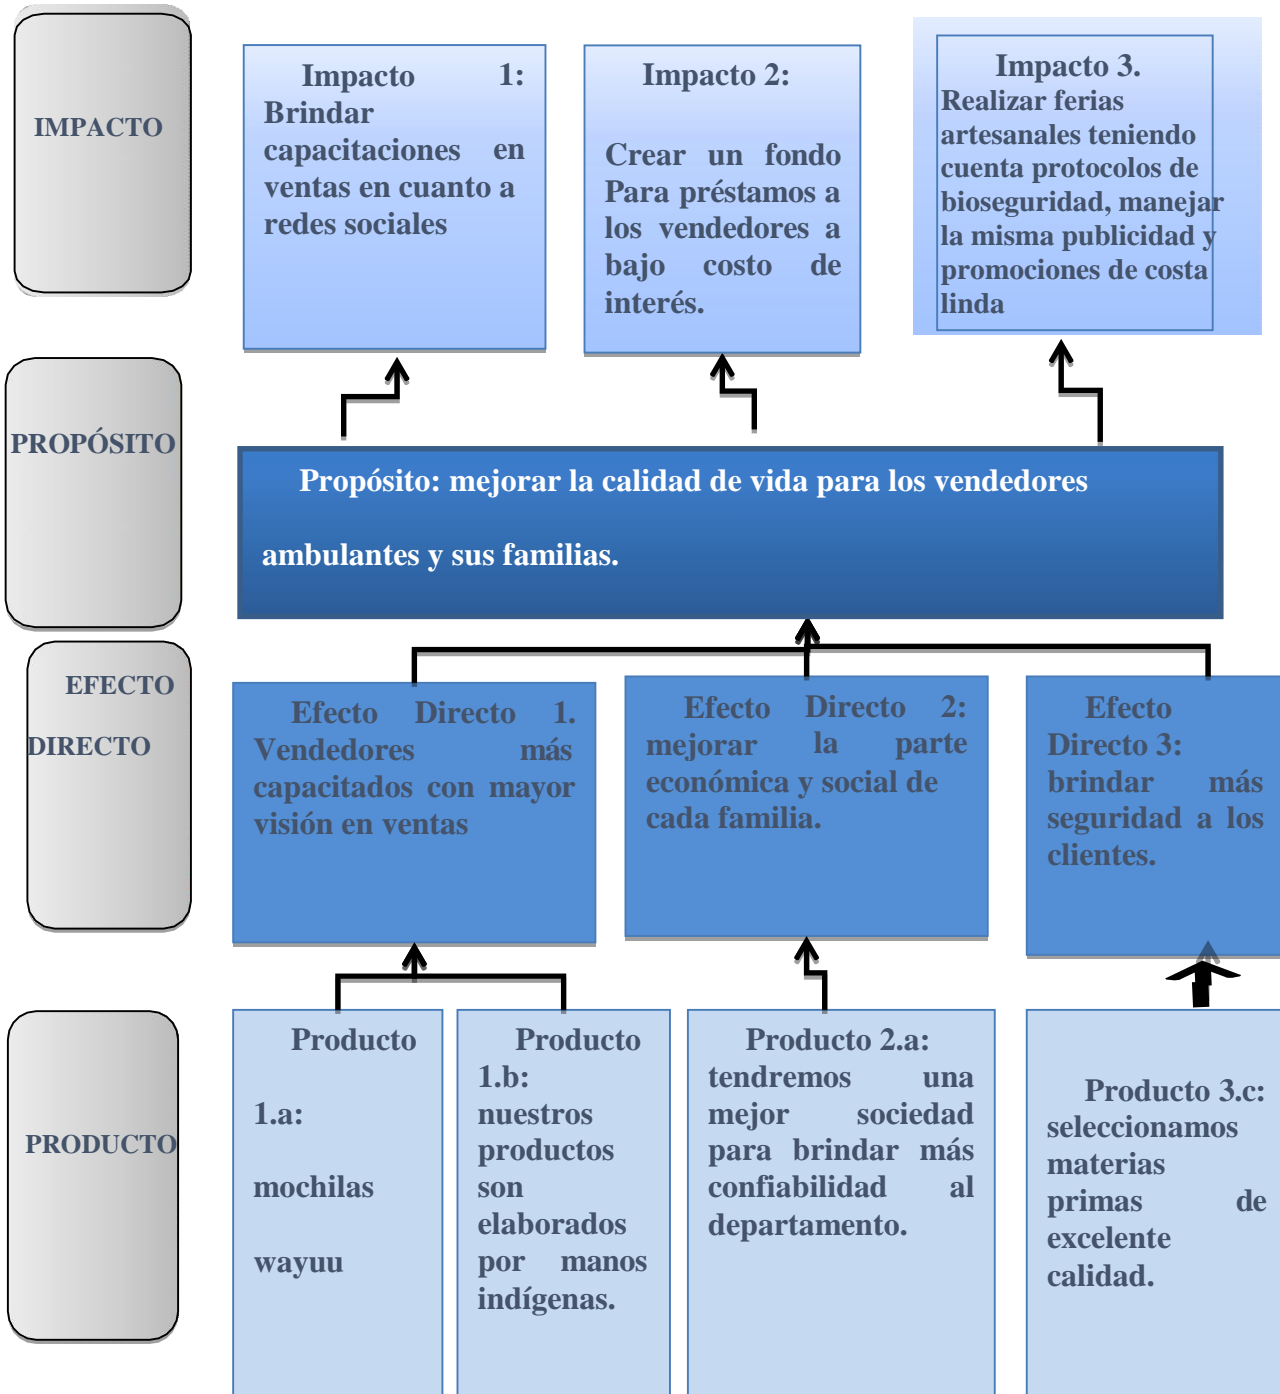 IMPACTO
Impacto 1:
Brindar
capacitaciones en
ventas en cuanto a
redes sociales
Impacto 2:
Crear un fondo
Para préstamos a
los vendedores a
bajo costo de
interés.
Impacto 3.
Realizar ferias
artesanales teniendo
cuenta protocolos de
bioseguridad, manejar
la misma publicidad y
promociones de costa
linda
PROPÓSITO
Propósito: mejorar la calidad de vida para los vendedores
ambulantes y sus familias.
EFECTO
DIRECTO
Efecto Directo 1.
Vendedores más
capacitados con mayor
visión en ventas
Efecto Directo 2:
mejorar la parte
económica y social de
cada familia.
Efecto
Directo 3:
brindar más
seguridad a los
clientes.
PRODUCTO
Producto
1.a:
mochilas
wayuu
Producto
1.b:
nuestros
productos
son
elaborados
por manos
indígenas.
Producto 2.a:
tendremos una
mejor sociedad
para brindar más
confiabilidad al
departamento.
Producto 3.c:
seleccionamos
materias
primas de
excelente
calidad.